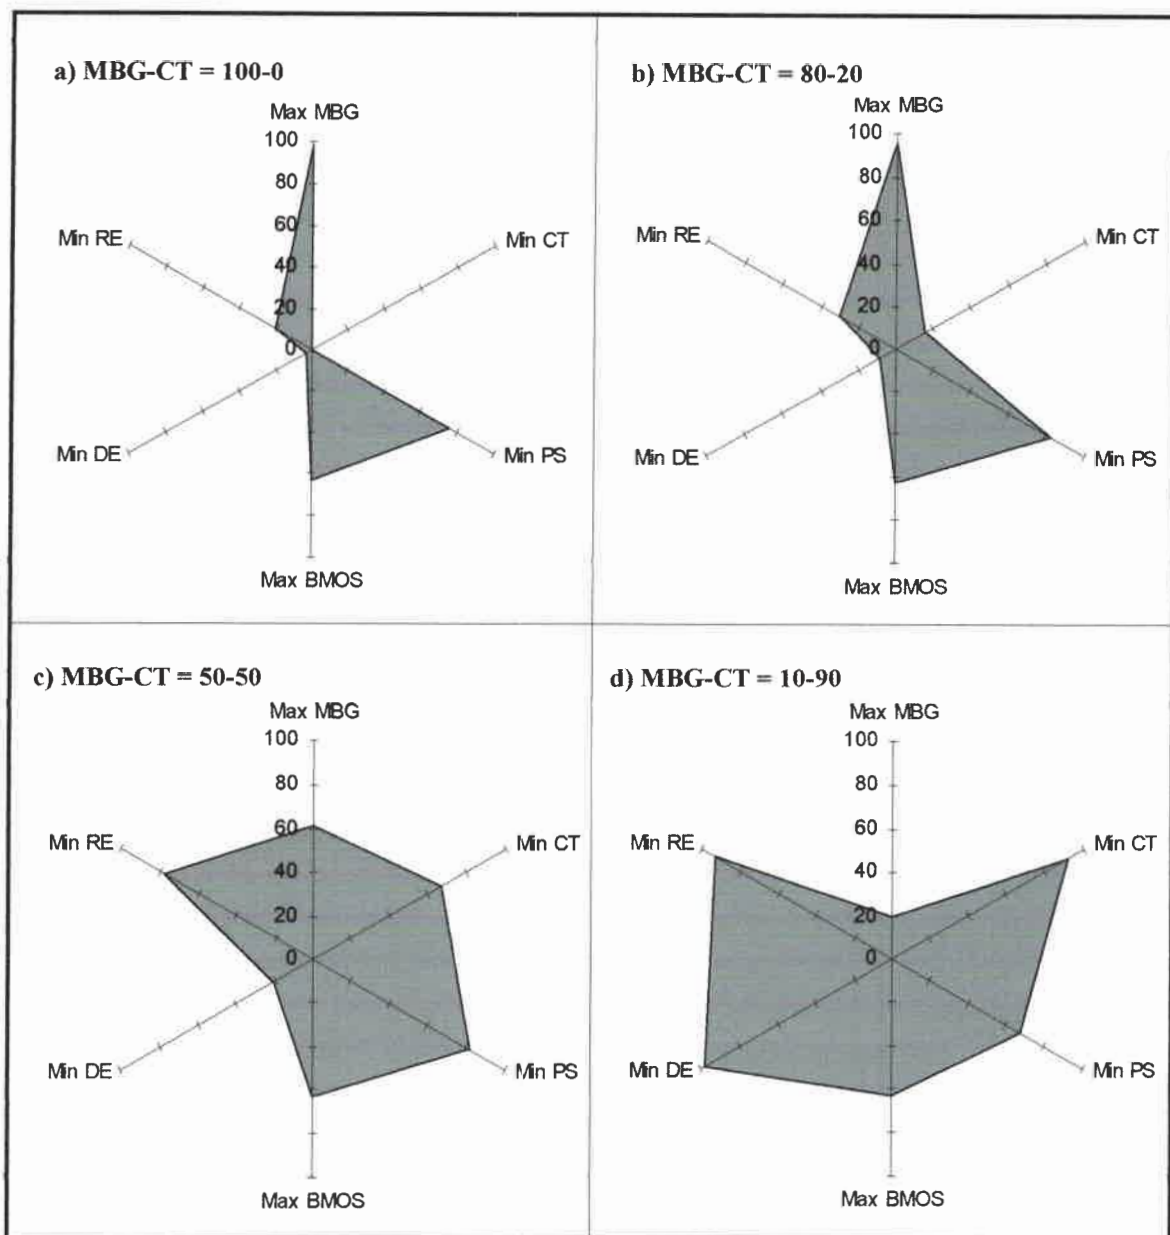 a) MBG-CT = 100-0
Max MBG
100
80
60
40
20
0
Min RE
Min CT
Min DE
Min PS
Max BMOS
b) MBG-CT = 80-20
Max MBG
100
80
60
40
20
0
Min RE
Min CT
Min DE
Min PS
Max BMOS
c) MBG-CT = 50-50
Max MBG
100
80
60
40
20
0
Min RE
Min CT
Min DE
Min PS
Max BMOS
d) MBG-CT = 10-90
Max MBG
100
80
60
40
20
0
Min RE
Min CT
Min DE
Min PS
Max BMOS